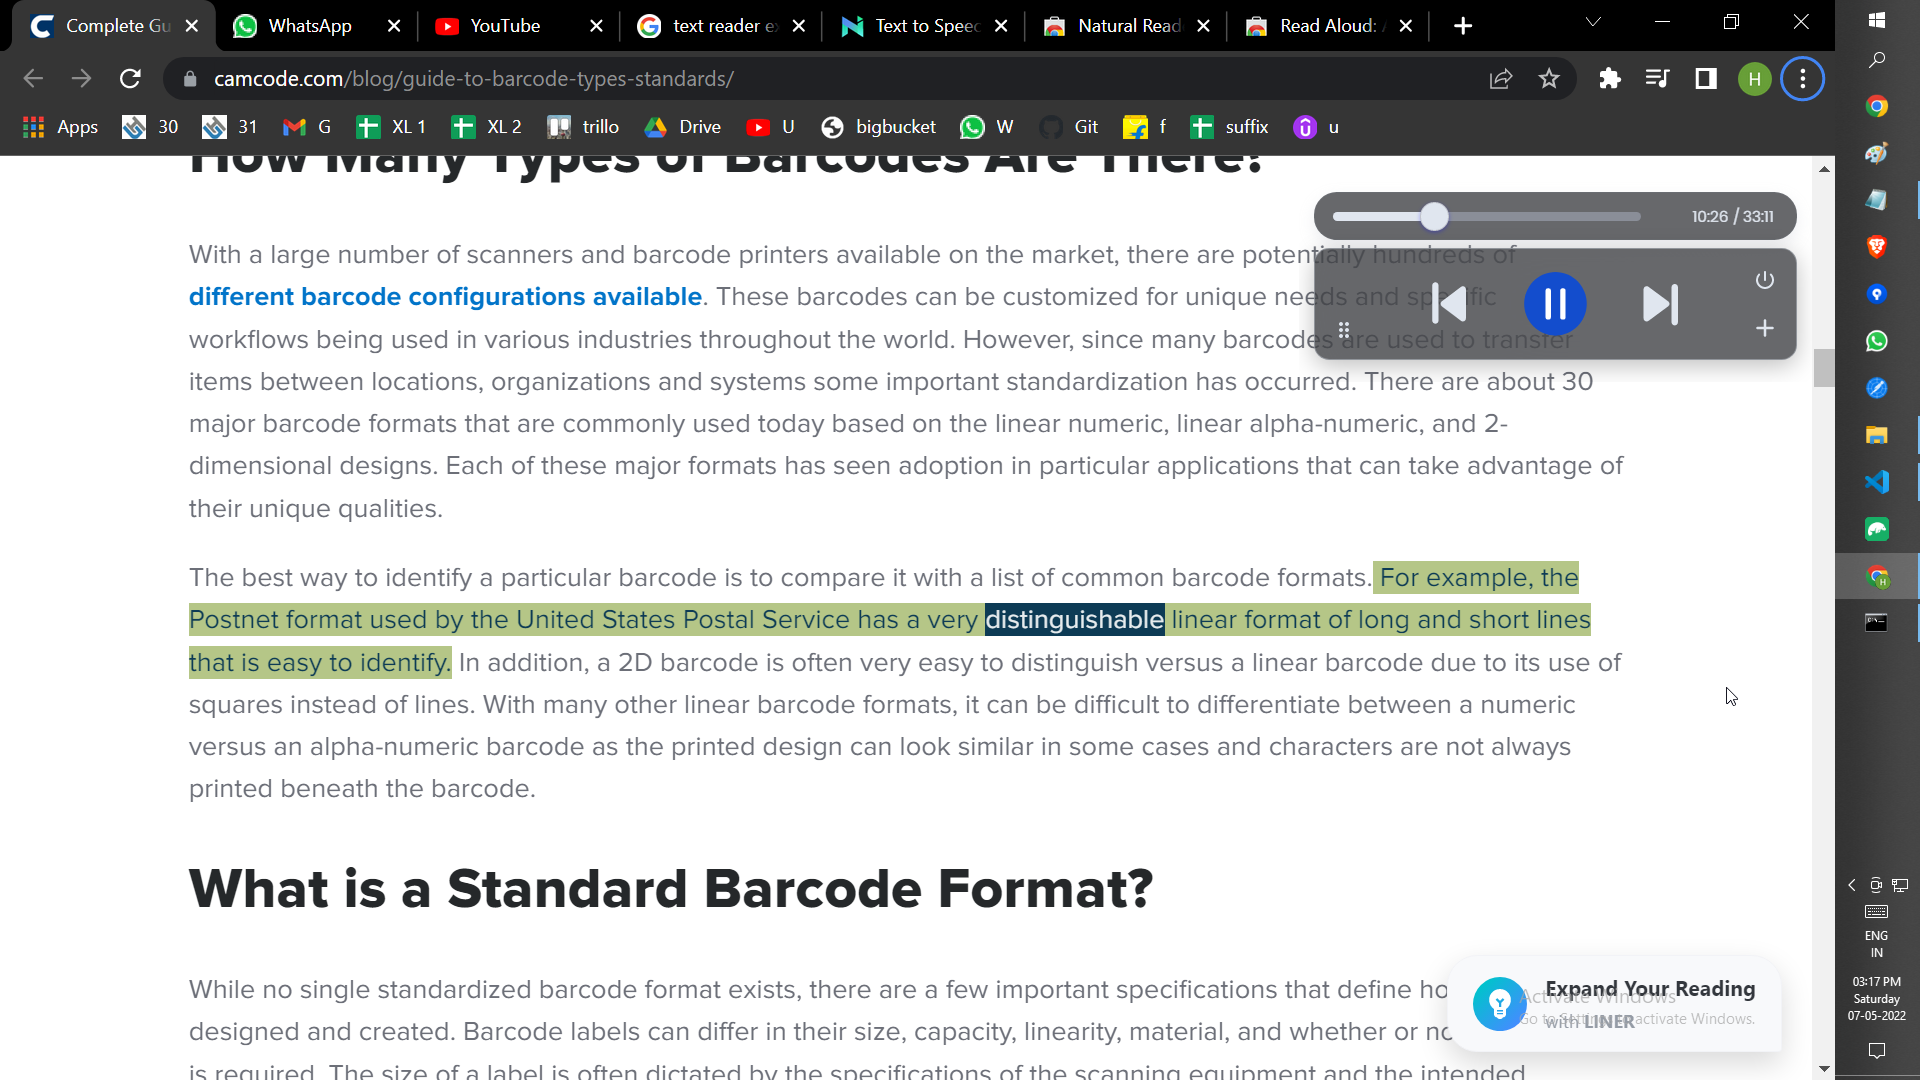 Complete Gu
WhatsApp
YouTube
text reader e
Text to Speec
Natural Read
Read Aloud: A
camcode.com/blog/guide-to-barcode-types-standards/
H
Apps
30
31
G
XL 1
XL 2
trillo
Drive
U
bigbucket
W
Git
f
suffix
u
How Many Types of Barcodes Are There?
10:26 / 33:11
With a large number of scanners and barcode printers available on the market, there are potentially hundreds of
different barcode configurations available. These barcodes can be customized for unique needs and specific
workflows being used in various industries throughout the world. However, since many barcodes are used to transfer
items between locations, organizations and systems some important standardization has occurred. There are about 30
major barcode formats that are commonly used today based on the linear numeric, linear alpha-numeric, and 2-
dimensional designs. Each of these major formats has seen adoption in particular applications that can take advantage of
their unique qualities.
The best way to identify a particular barcode is to compare it with a list of common barcode formats. For example, the
Postnet format used by the United States Postal Service has a very distinguishable linear format of long and short lines
that is easy to identify. In addition, a 2D barcode is often very easy to distinguish versus a linear barcode due to its use of
squares instead of lines. With many other linear barcode formats, it can be difficult to differentiate between a numeric
versus an alpha-numeric barcode as the printed design can look similar in some cases and characters are not always
printed beneath the barcode.
What is a Standard Barcode Format?
While no single standardized barcode format exists, there are a few important specifications that define ho
designed and created. Barcode labels can differ in their size, capacity, linearity, material, and whether or no
is required. The size of a label is often dictated by the specifications of the scanning equipment and the intended
Expand Your Reading
with LINER
Activate Windows
Go to Settings to activate Windows.
ENG
IN
03:17 PM
Saturday
07-05-2022